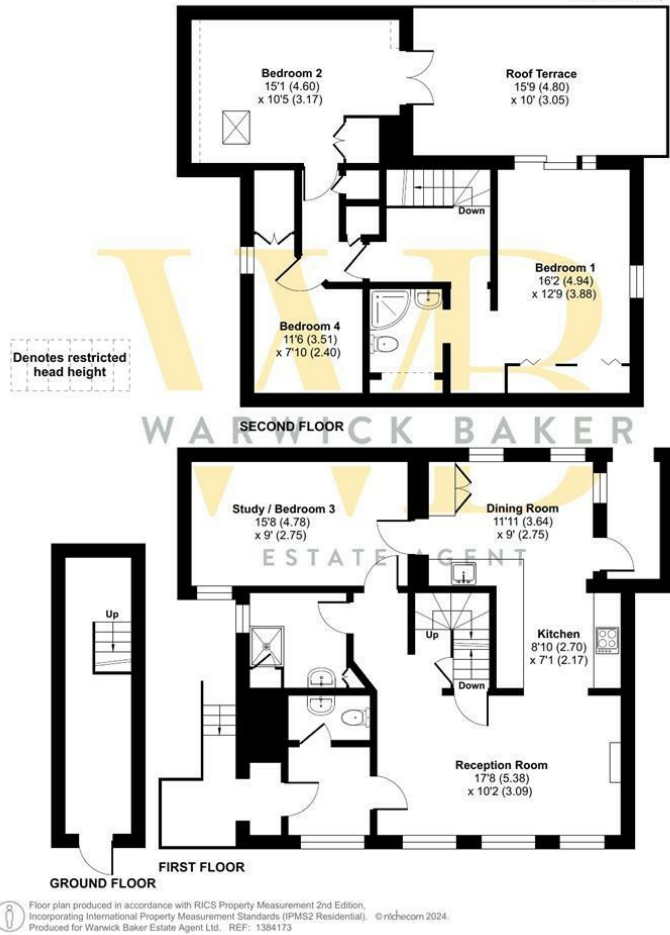 Bedroom 2
15'1 (4.60)
x 10'5 (3.17)
Roof Terrace
15'9 (4.80)
x 10' (3.05)
Down
Bedroom 1
16'2 (4.94)
x 12'9 (3.88)
Bedroom 4
11'6 (3.51)
x 7'10 (2.40)
Denotes restricted
head height
SECOND FLOOR
WB
WARWICK BAKER
ESTATE AGENT
Study / Bedroom 3
15'8 (4.78)
x 9' (2.75)
Dining Room
11'11 (3.64)
x 9' (2.75)
Up
Up
Kitchen
8'10 (2.70)
x 7'1 (2.17)
Down
Reception Room
17'8 (5.38)
x 10'2 (3.09)
FIRST FLOOR
GROUND FLOOR
Floor plan produced in accordance with RICS Property Measurement 2nd Edition,
Incorporating International Property Measurement Standards (IPMS2 Residential). © nichecom 2024.
Produced for Warwick Baker Estate Agent Ltd. REF: 1384173